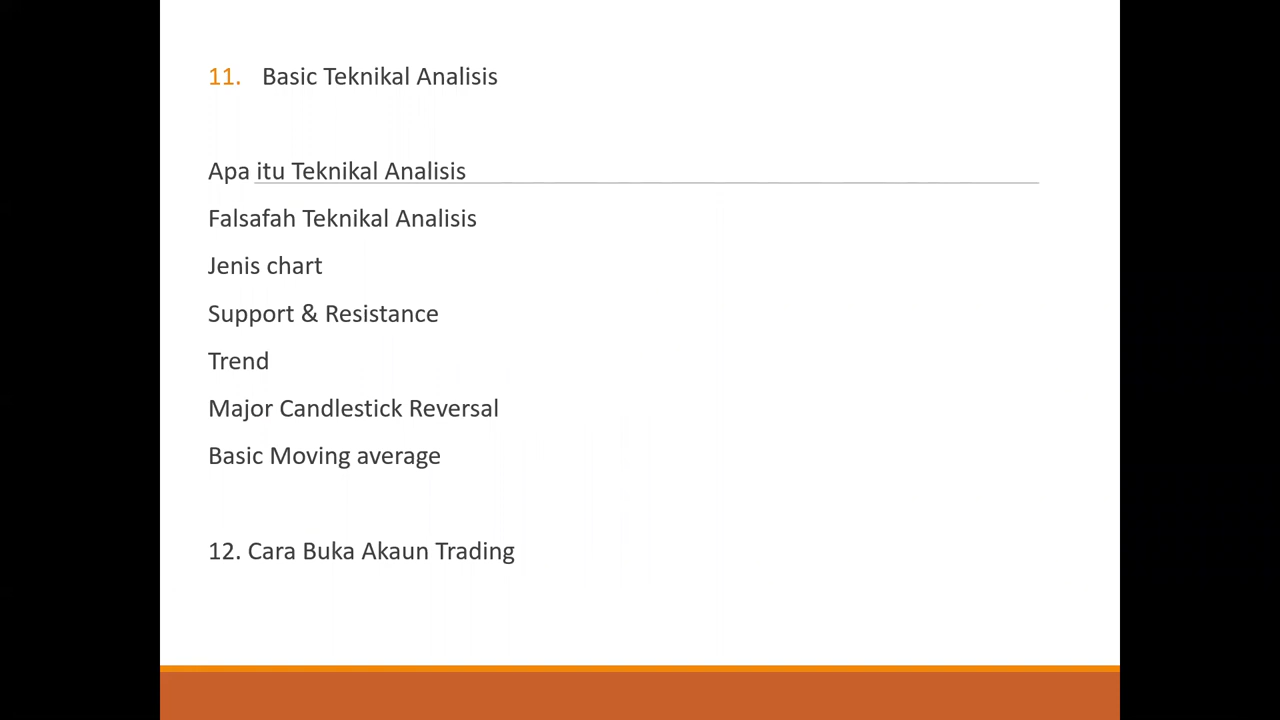 11. Basic Teknikal Analisis
Apa itu Teknikal Analisis
Falsafah Teknikal Analisis
Jenis chart
Support & Resistance
Trend
Major Candlestick Reversal
Basic Moving average
12. Cara Buka Akaun Trading